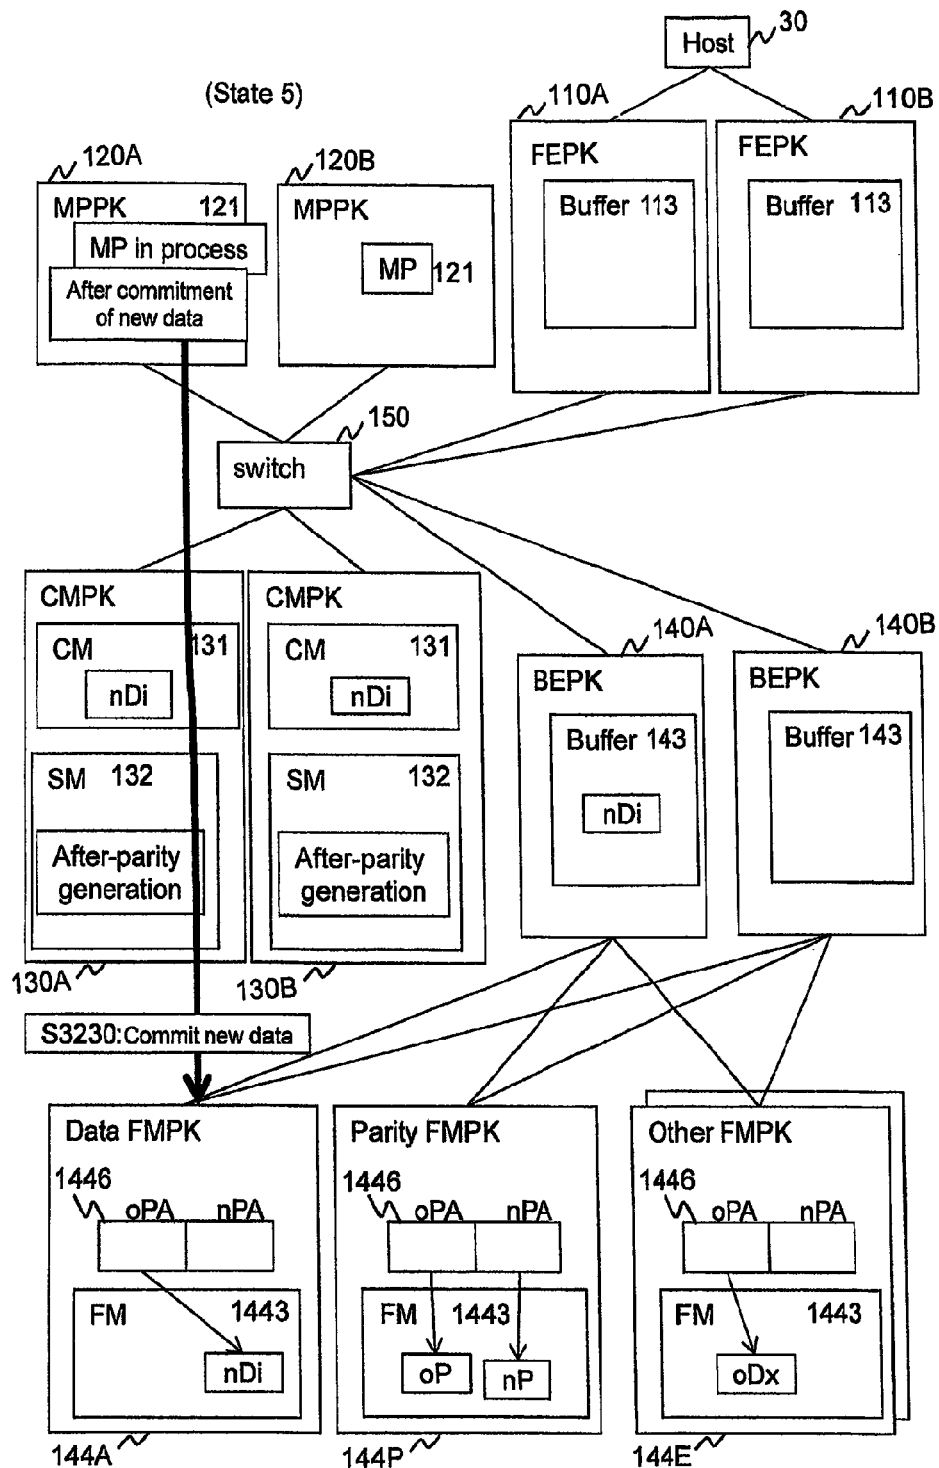 Host 30
(State 5)
110A
110B
120A
120B
FEPK
FEPK
MPPK 121
MPPK
Buffer 113
Buffer 113
MP in process
MP 121
After commitment
of new data
150
switch
CMPK
CMPK
140A
140B
CM 131
CM 131
BEPK
BEPK
nDi
nDi
Buffer 143
Buffer 143
SM 132
SM 132
nDi
After-parity
generation
After-parity
generation
130A
130B
S3230:Commit new data
Data FMPK
Parity FMPK
Other FMPK
1446
1446
1446
oPA nPA
oPA nPA
oPA nPA
FM 1443
FM 1443
FM 1443
nDi
oP
nP
oDx
144A
144P
144E